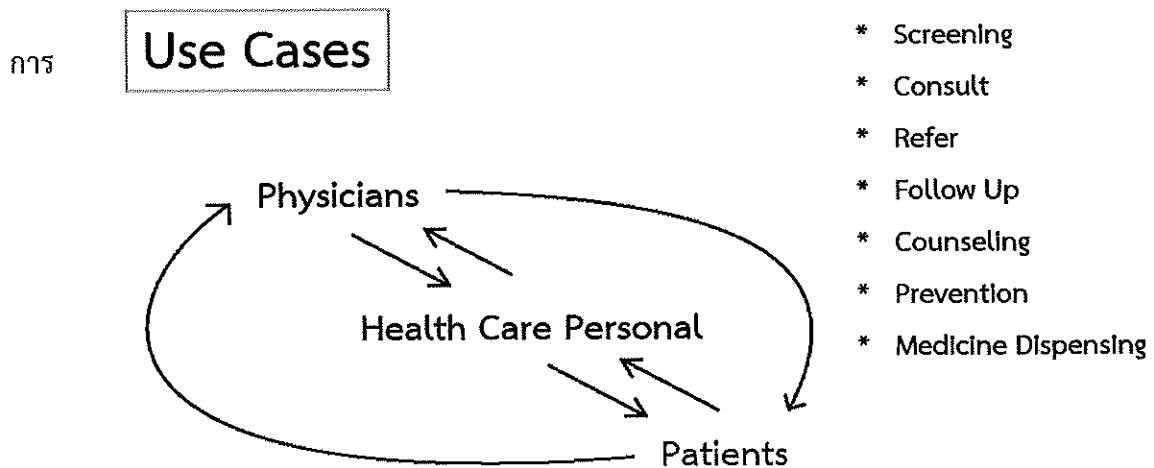 การ
Use Cases
* Screening
* Consult
* Refer
* Follow Up
* Counseling
* Prevention
* Medicine Dispensing
Physicians
Health Care Personal
Patients